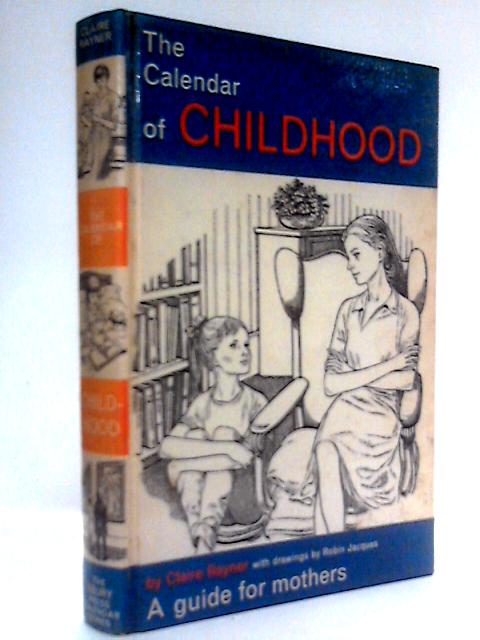 The
Calendar
of CHILDHOOD
by Claire Rayner with drawings by Robin Jacques
A guide for mothers
CLAIRE
RAYNER
THE
CALENDAR
OF
CHILD-
HOOD
THE